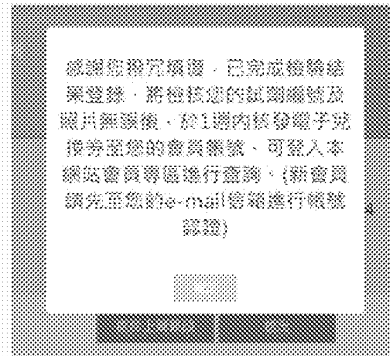 感謝您撥冗填寫，已完成檢驗結
果登錄，將檢核您的試劑編號及
照片無誤後，於1週內核發電子兌
換券至您的會員帳號，可登入本
網站會員專區進行查詢。(新會員
請先至您的e-mail信箱進行帳號
認證)